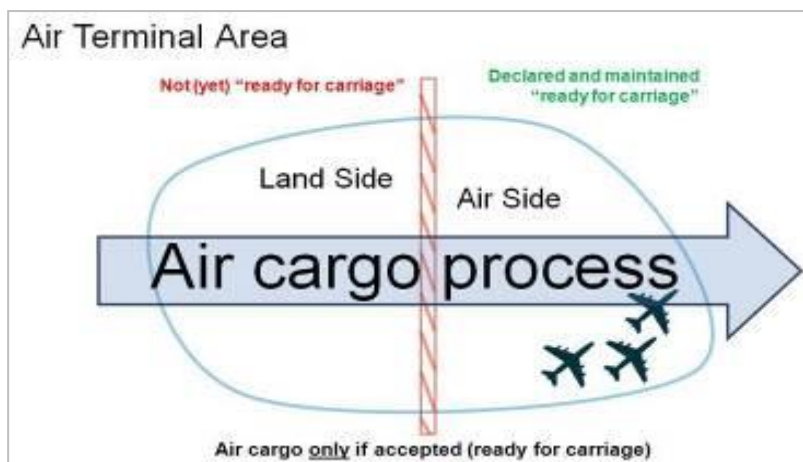 Air Terminal Area
Not (yet) “ready for carriage”
Declared and maintained
“ready for carriage”
Land Side
Air Side
Air cargo process
Air cargo only if accepted (ready for carriage)